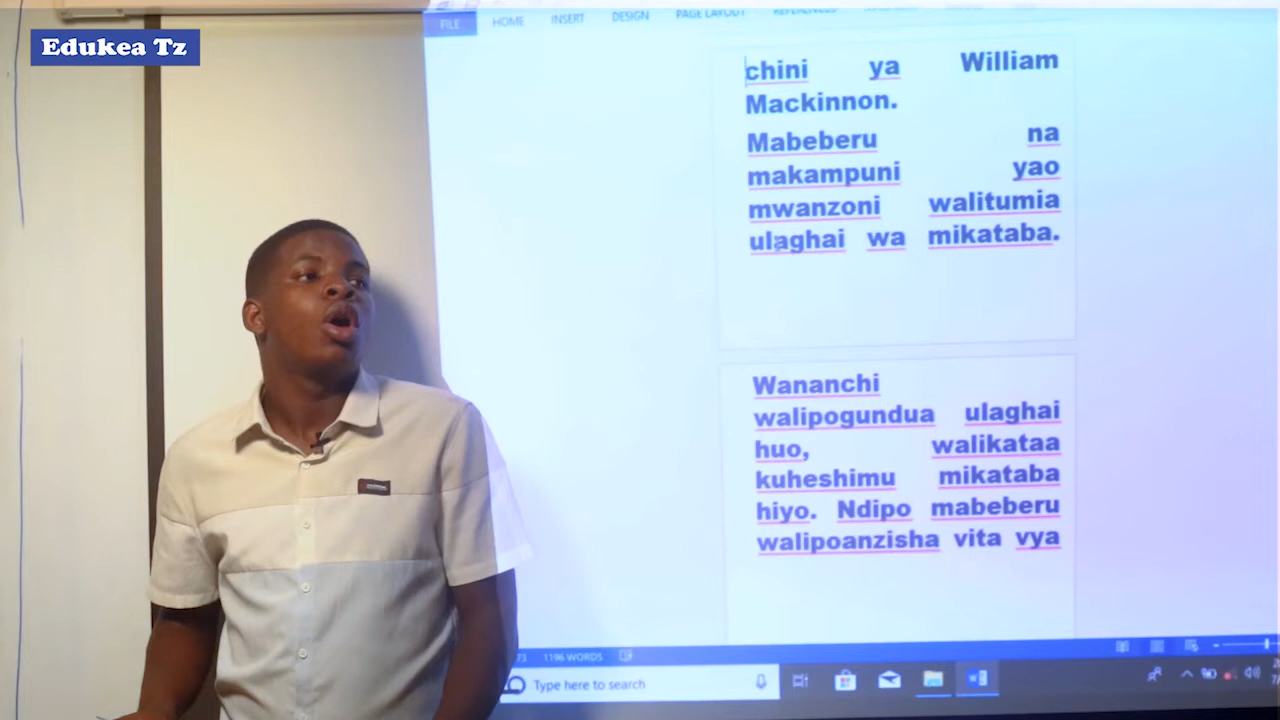 Edukea Tz
FILE HOME INSERT DESIGN PAGE LAYOUT REFERENCES
chini ya William
Mackinnon.
Mabeberu na
makampuni yao
mwanzoni walitumia
ulaghai wa mikataba.
Wananchi
walipogundua ulaghai
huo, walikataa
kuheshimu mikataba
hiyo. Ndipo mabeberu
walipoanzisha vita vya
73 1196 WORDS
Type here to search